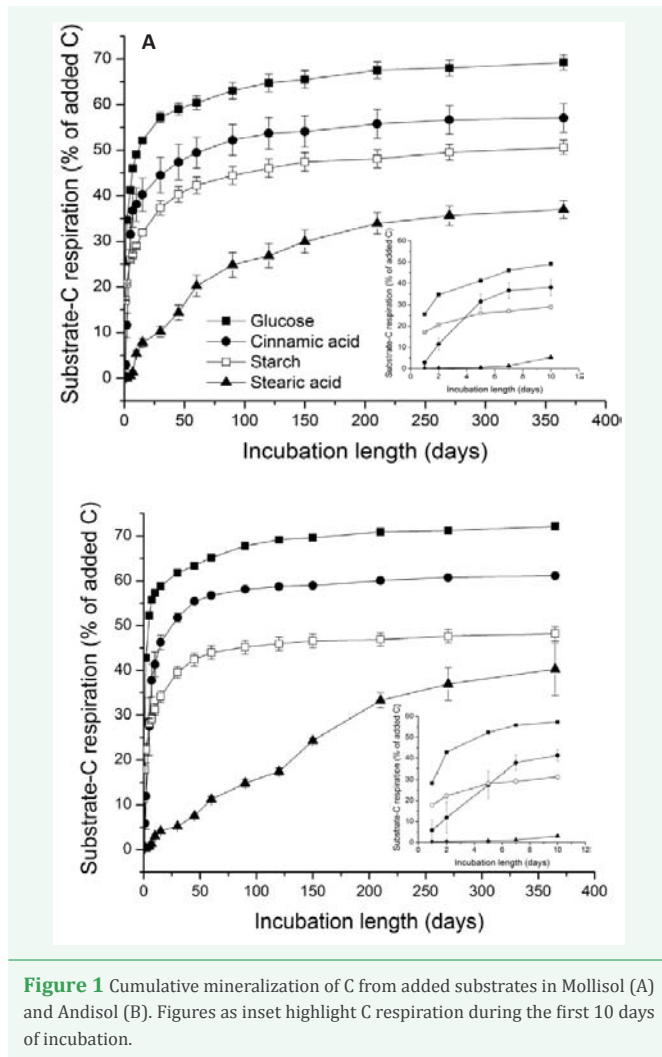 A
70
60
50
40
30
20
10
0
Substrate-C respiration (% of added C)
Glucose
Cinnamic acid
Starch
Stearic acid
60
50
40
30
20
10
0
Substrate-C respiration (% of added C)
2 4 6 8 10 12
Incubation length (days)
0 50 100 150 200 250 300 350 400
Incubation length (days)
70
60
50
40
30
20
10
0
Substrate-C respiration (% of added C)
60
50
40
30
20
10
0
Substrate-C respiration (% of added C)
0 2 4 6 8 10 12
Incubation length (days)
0 50 100 150 200 250 300 350 400
Incubation length (days)
Figure 1 Cumulative mineralization of C from added substrates in Mollisol (A)
and Andisol (B). Figures as inset highlight C respiration during the first 10 days
of incubation.